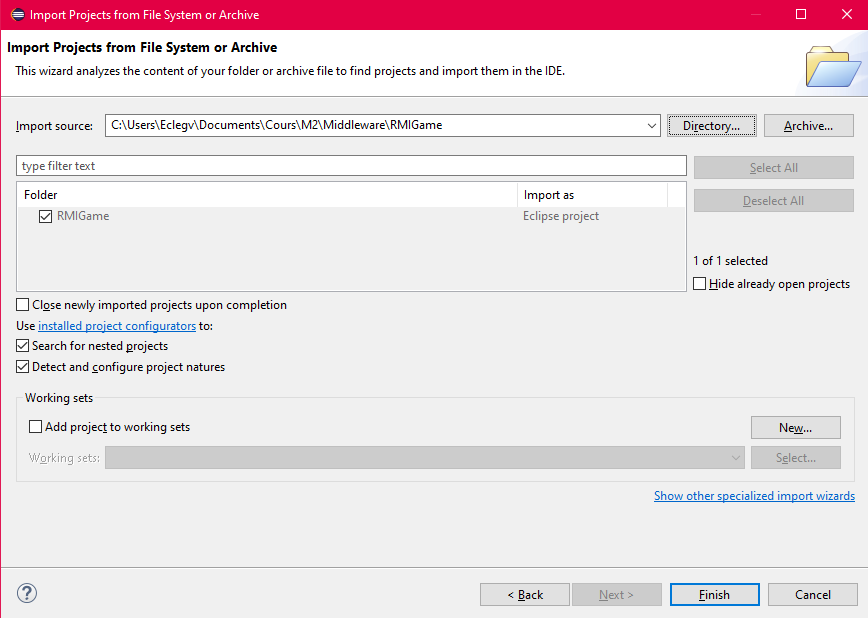 Import Projects from File System or Archive
Import Projects from File System or Archive
This wizard analyzes the content of your folder or archive file to find projects and import them in the IDE.
Import source: C:\Users\Eclegv\Documents\Cours\M2\Middleware\RMIGame Directory... Archive...
type filter text Select All
Folder Import as Deselect All
RMIGame Eclipse project
1 of 1 selected
Hide already open projects
Close newly imported projects upon completion
Use installed project configurators to:
Search for nested projects
Detect and configure project natures
Working sets
Add project to working sets New...
Working sets: Select...
Show other specialized import wizards
? < Back Next > Finish Cancel